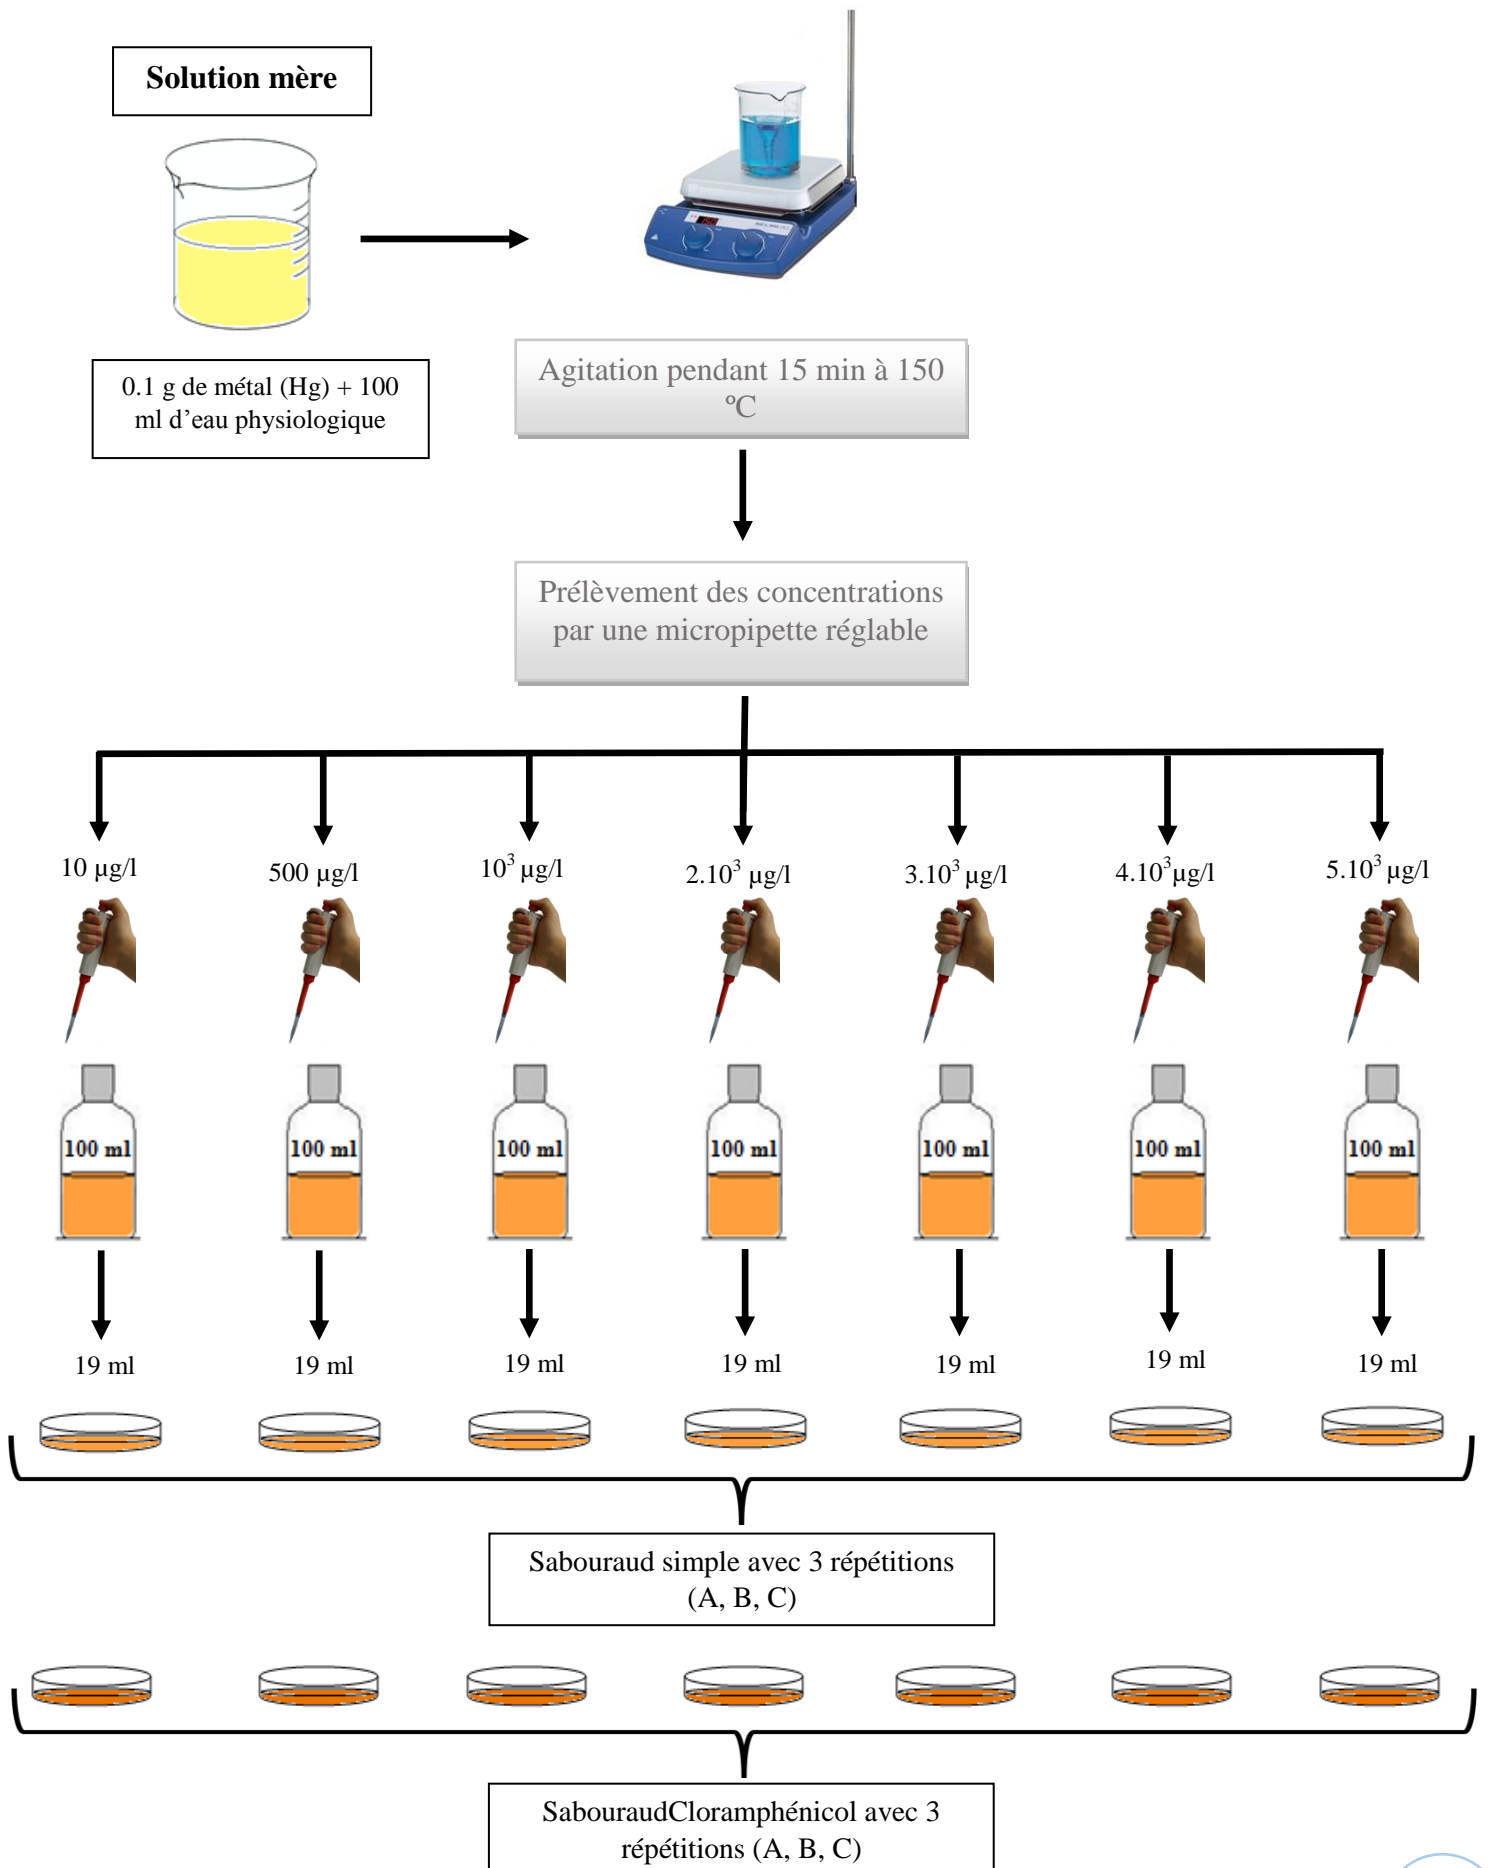 Solution mère
0.1 g de métal (Hg) + 100
ml d’eau physiologique
Agitation pendant 15 min à 150
ºC
Prélèvement des concentrations
par une micropipette réglable
10 µg/l
500 µg/l
10³ µg/l
2.10³ µg/l
3.10³ µg/l
4.10³µg/l
5.10³ µg/l
100 ml
100 ml
100 ml
100 ml
100 ml
100 ml
100 ml
19 ml
19 ml
19 ml
19 ml
19 ml
19 ml
19 ml
Sabouraud simple avec 3 répétitions
(A, B, C)
SabouraudCloramphénicol avec 3
répétitions (A, B, C)